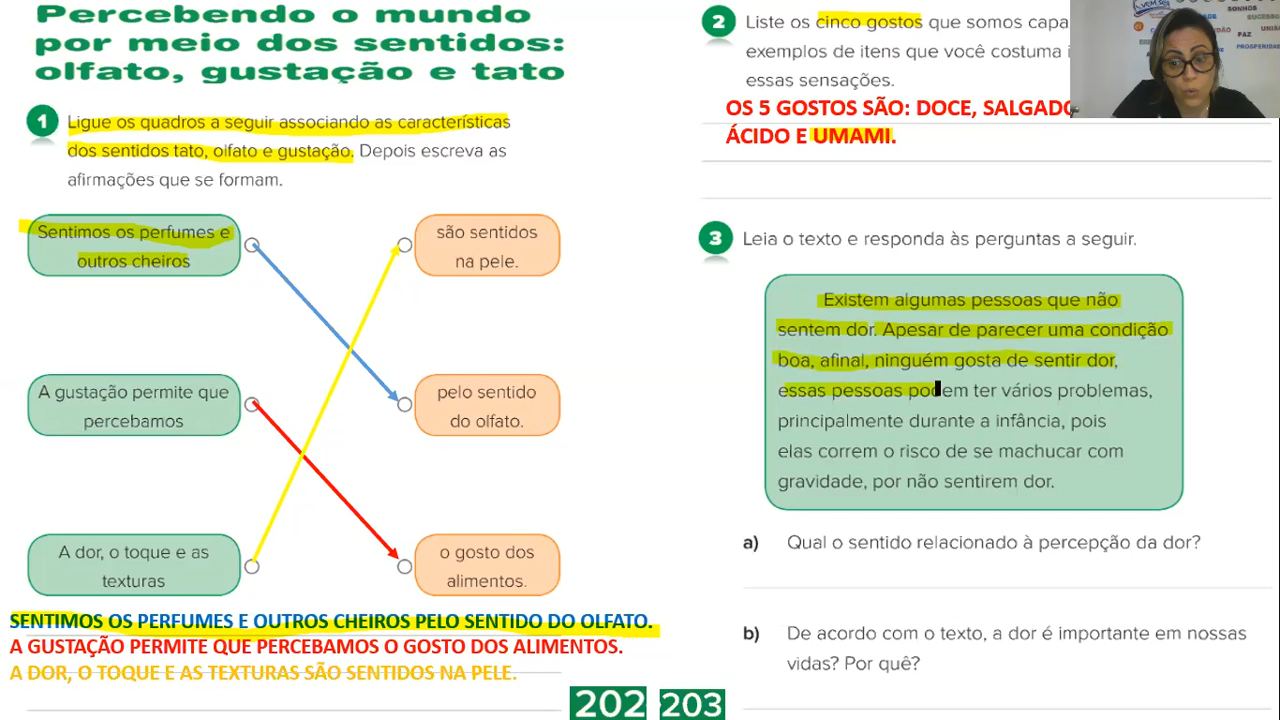 Percebendo o mundo
por meio dos sentidos:
olfato, gustação e tato
1 Ligue os quadros a seguir associando as características
dos sentidos tato, olfato e gustação. Depois escreva as
afirmações que se formam.
Sentimos os perfumes e
outros cheiros
são sentidos
na pele.
A gustação permite que
percebamos
pelo sentido
do olfato.
A dor, o toque e as
texturas
o gosto dos
alimentos.
SENTIMOS OS PERFUMES E OUTROS CHEIROS PELO SENTIDO DO OLFATO.
A GUSTAÇÃO PERMITE QUE PERCEBAMOS O GOSTO DOS ALIMENTOS.
A DOR, O TOQUE E AS TEXTURAS SÃO SENTIDOS NA PELE.
202 203
2 Liste os cinco gostos que somos capa
exemplos de itens que você costuma
essas sensações.
OS 5 GOSTOS SÃO: DOCE, SALGADO
ÁCIDO E UMAMI.
3 Leia o texto e responda às perguntas a seguir.
Existem algumas pessoas que não
sentem dor. Apesar de parecer uma condição
boa, afinal, ninguém gosta de sentir dor,
essas pessoas podem ter vários problemas,
principalmente durante a infância, pois
elas correm o risco de se machucar com
gravidade, por não sentirem dor.
a) Qual o sentido relacionado à percepção da dor?
b) De acordo com o texto, a dor é importante em nossas
vidas? Por quê?
SONHOS
PAZ
PROSPERIDADE